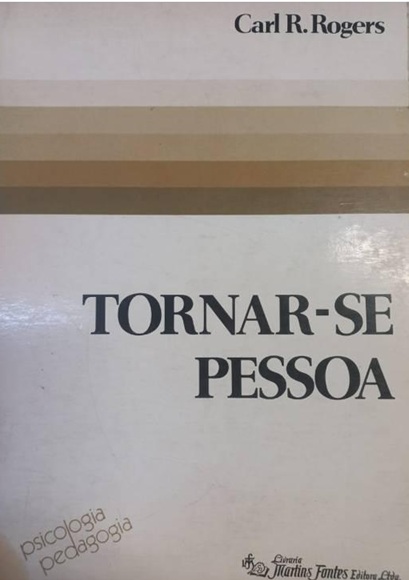 Carl R. Rogers
TORNAR-SE
PESSOA
psicologia
pedagogia
Livraria
Martins Fontes Editora Ltda